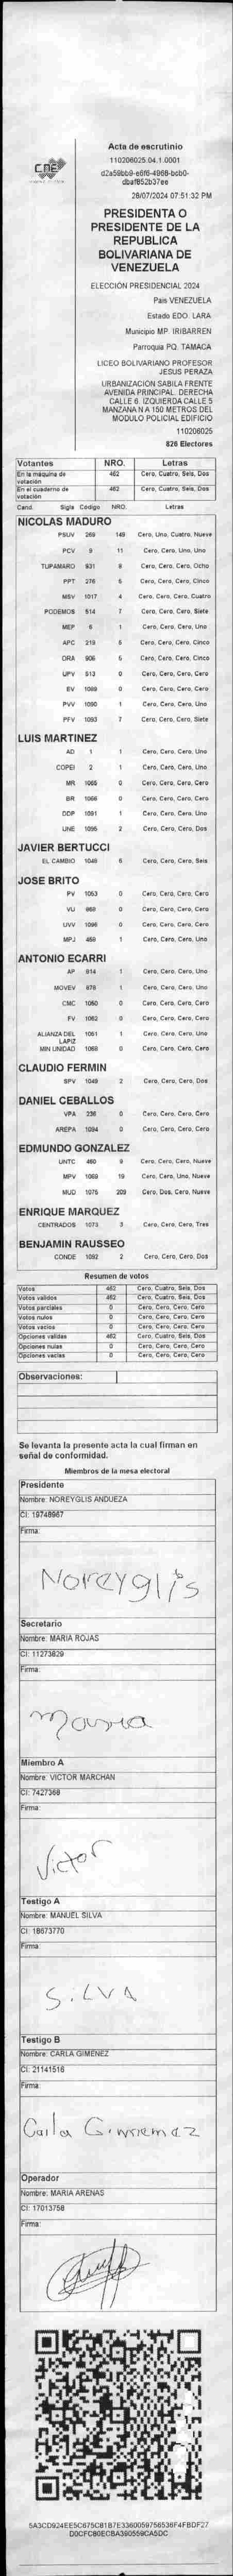 CNE
Acta de escrutinio
110206025.04.1.0001
d2a59bb9-e6f6-4968-bcb0-
dbaf852b37ee
28/07/2024 07:51:32 PM
PRESIDENTA O
PRESIDENTE DE LA
REPUBLICA
BOLIVARIANA DE
VENEZUELA
ELECCIÓN PRESIDENCIAL 2024
Pais VENEZUELA
Estado EDO. LARA
Municipio MP. IRIBARREN
Parroquia PQ. TAMACA
LICEO BOLIVARIANO PROFESOR
JESUS PERAZA
URBANIZACIÓN SABILA FRENTE
AVENIDA PRINCIPAL. DERECHA
CALLE 6. IZQUIERDA CALLE 5
MANZANA N A 150 METROS DEL
MODULO POLICIAL EDIFICIO
110206025
826 Electores
Votantes NRO. Letras
En la máquina de votación 462 Cero, Cuatro, Seis, Dos
En el cuaderno de votación 462 Cero, Cuatro, Seis, Dos
Cand. Sigla Código NRO. Letras
NICOLAS MADURO
PSUV 269 149 Cero, Uno, Cuatro, Nueve
PCV 9 11 Cero, Cero, Uno, Uno
TUPAMARO 931 8 Cero, Cero, Cero, Ocho
PPT 276 5 Cero, Cero, Cero, Cinco
MSV 1017 4 Cero, Cero, Cero, Cuatro
PODEMOS 514 7 Cero, Cero, Cero, Siete
MEP 6 1 Cero, Cero, Cero, Uno
APC 219 5 Cero, Cero, Cero, Cinco
ORA 906 5 Cero, Cero, Cero, Cinco
UPV 513 0 Cero, Cero, Cero, Cero
EV 1089 0 Cero, Cero, Cero, Cero
PVV 1090 1 Cero, Cero, Cero, Uno
PFV 1093 7 Cero, Cero, Cero, Siete
LUIS MARTINEZ
AD 1 1 Cero, Cero, Cero, Uno
COPEI 2 1 Cero, Cero, Cero, Uno
MR 1065 0 Cero, Cero, Cero, Cero
BR 1066 0 Cero, Cero, Cero, Cero
DDP 1091 1 Cero, Cero, Cero, Uno
UNE 1095 2 Cero, Cero, Cero, Dos
JAVIER BERTUCCI
EL CAMBIO 1048 6 Cero, Cero, Cero, Seis
JOSE BRITO
PV 1053 0 Cero, Cero, Cero, Cero
VU 968 0 Cero, Cero, Cero, Cero
UVV 1096 0 Cero, Cero, Cero, Cero
MPJ 459 1 Cero, Cero, Cero, Uno
ANTONIO ECARRI
AP 914 1 Cero, Cero, Cero, Uno
MOVEV 878 1 Cero, Cero, Cero, Uno
CMC 1050 0 Cero, Cero, Cero, Cero
FV 1062 0 Cero, Cero, Cero, Cero
ALIANZA DEL LAPIZ 1061 1 Cero, Cero, Cero, Uno
MIN UNIDAD 1068 0 Cero, Cero, Cero, Cero
CLAUDIO FERMIN
SPV 1049 2 Cero, Cero, Cero, Dos
DANIEL CEBALLOS
VPA 236 0 Cero, Cero, Cero, Cero
AREPA 1094 0 Cero, Cero, Cero, Cero
EDMUNDO GONZALEZ
UNTC 460 9 Cero, Cero, Cero, Nueve
MPV 1069 19 Cero, Cero, Uno, Nueve
MUD 1075 209 Cero, Dos, Cero, Nueve
ENRIQUE MARQUEZ
CENTRADOS 1073 3 Cero, Cero, Cero, Tres
BENJAMIN RAUSSEO
CONDE 1092 2 Cero, Cero, Cero, Dos
Resumen de votos
Votos 462 Cero, Cuatro, Seis, Dos
Votos validos 462 Cero, Cuatro, Seis, Dos
Votos parciales 0 Cero, Cero, Cero, Cero
Votos nulos 0 Cero, Cero, Cero, Cero
Votos vacios 0 Cero, Cero, Cero, Cero
Opciones validas 462 Cero, Cuatro, Seis, Dos
Opciones nulas 0 Cero, Cero, Cero, Cero
Opciones vacias 0 Cero, Cero, Cero, Cero
Observaciones:
Se levanta la presente acta la cual firman en
señal de conformidad.
Miembros de la mesa electoral
Presidente
Nombre: NOREYGLIS ANDUEZA
CI: 19748967
Firma:
Noreyglis
Secretario
Nombre: MARIA ROJAS
CI: 11273829
Firma:
Maria
Miembro A
Nombre: VICTOR MARCHAN
CI: 7427368
Firma:
Victor
Testigo A
Nombre: MANUEL SILVA
CI: 18673770
Firma:
SILVA
Testigo B
Nombre: CARLA GIMENEZ
CI: 21141516
Firma:
Carla Gimenez
Operador
Nombre: MARIA ARENAS
CI: 17013758
Firma:
5A3CD924EE5C675C81B7E3360059756536F4FBDF27
D0CFC80ECBA390559CA5DC